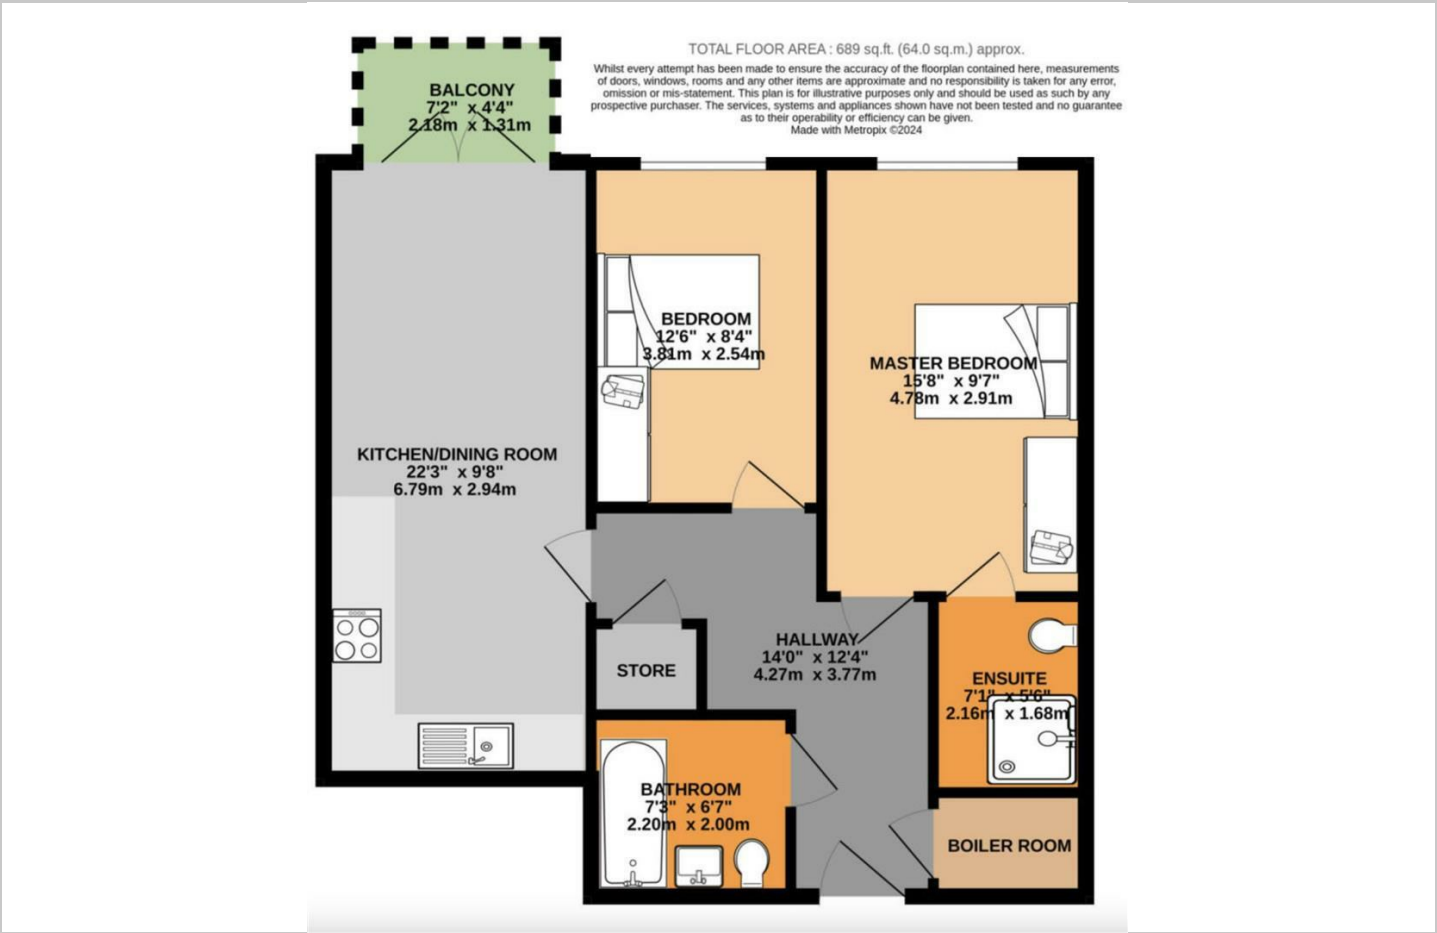 TOTAL FLOOR AREA : 689 sq.ft. (64.0 sq.m.) approx.
Whilst every attempt has been made to ensure the accuracy of the floorplan contained here, measurements
of doors, windows, rooms and any other items are approximate and no responsibility is taken for any error,
omission or mis-statement. This plan is for illustrative purposes only and should be used as such by any
prospective purchaser. The services, systems and appliances shown have not been tested and no guarantee
as to their operability or efficiency can be given.
Made with Metropix ©2024
BALCONY
7'2" x 4'4"
2.18m x 1.31m
BEDROOM
12'6" x 8'4"
3.81m x 2.54m
MASTER BEDROOM
15'8" x 9'7"
4.78m x 2.91m
KITCHEN/DINING ROOM
22'3" x 9'8"
6.79m x 2.94m
HALLWAY
14'0" x 12'4"
4.27m x 3.77m
STORE
ENSUITE
7'1" x 5'6"
2.16m x 1.68m
BATHROOM
7'3" x 6'7"
2.20m x 2.00m
BOILER ROOM